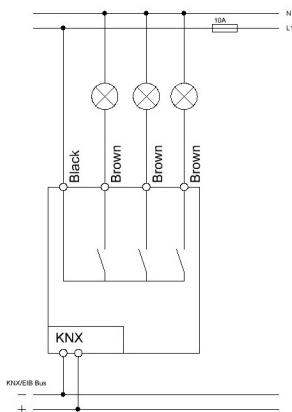 N
10A
L1
Black
Brown
Brown
Brown
KNX
KNX/EIB Bus
−
+